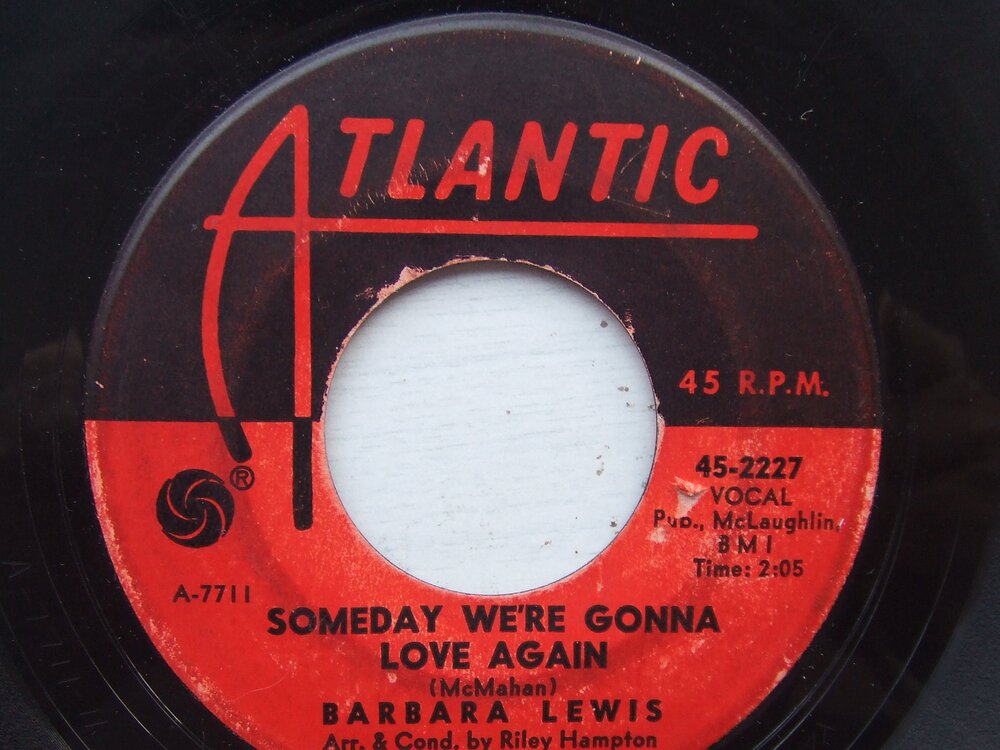 ATLANTIC
45 R.P.M.
45-2227
VOCAL
Pub., McLaughlin,
BMI
Time: 2:05
®
A-7711
SOMEDAY WE'RE GONNA
LOVE AGAIN
(McMahan)
BARBARA LEWIS
Arr. & Cond. by Riley Hampton